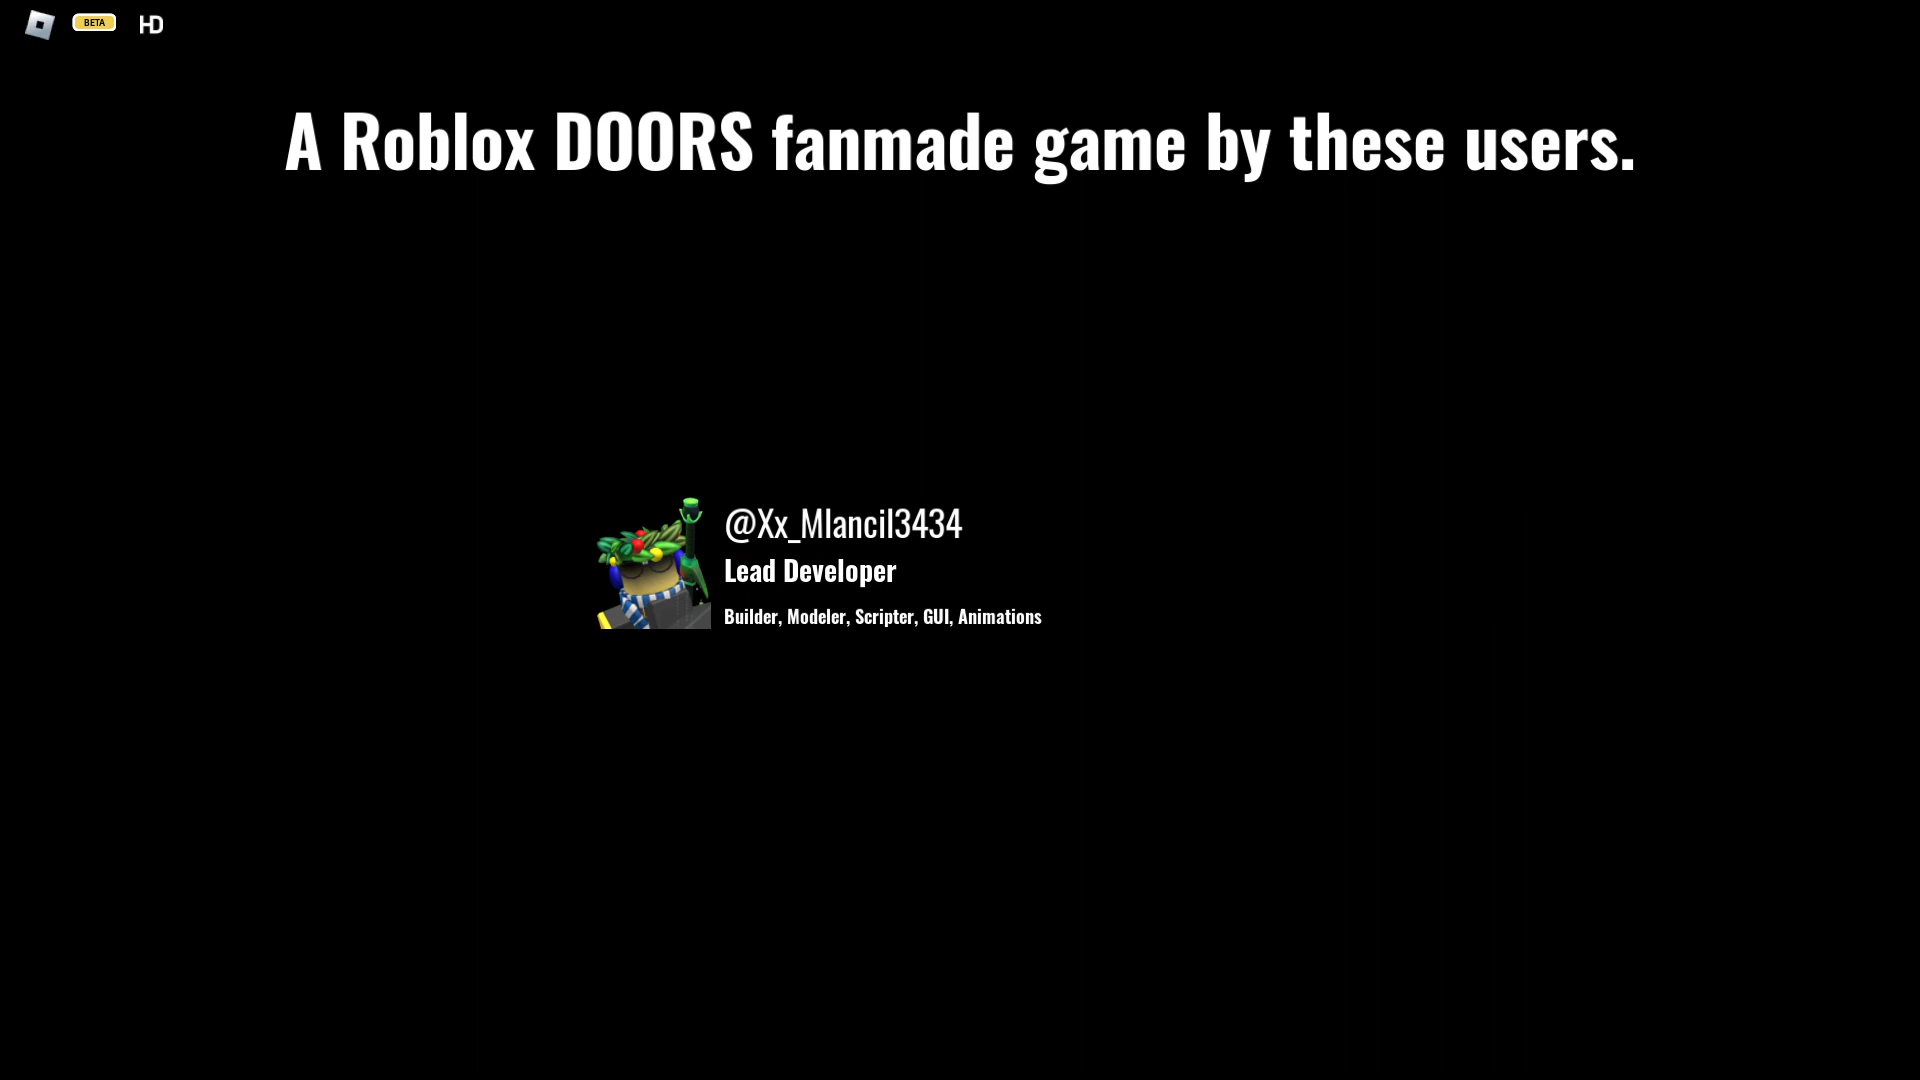 BETA
HD
A Roblox DOORS fanmade game by these users.
@Xx_Mlancil3434
Lead Developer
Builder, Modeler, Scripter, GUI, Animations